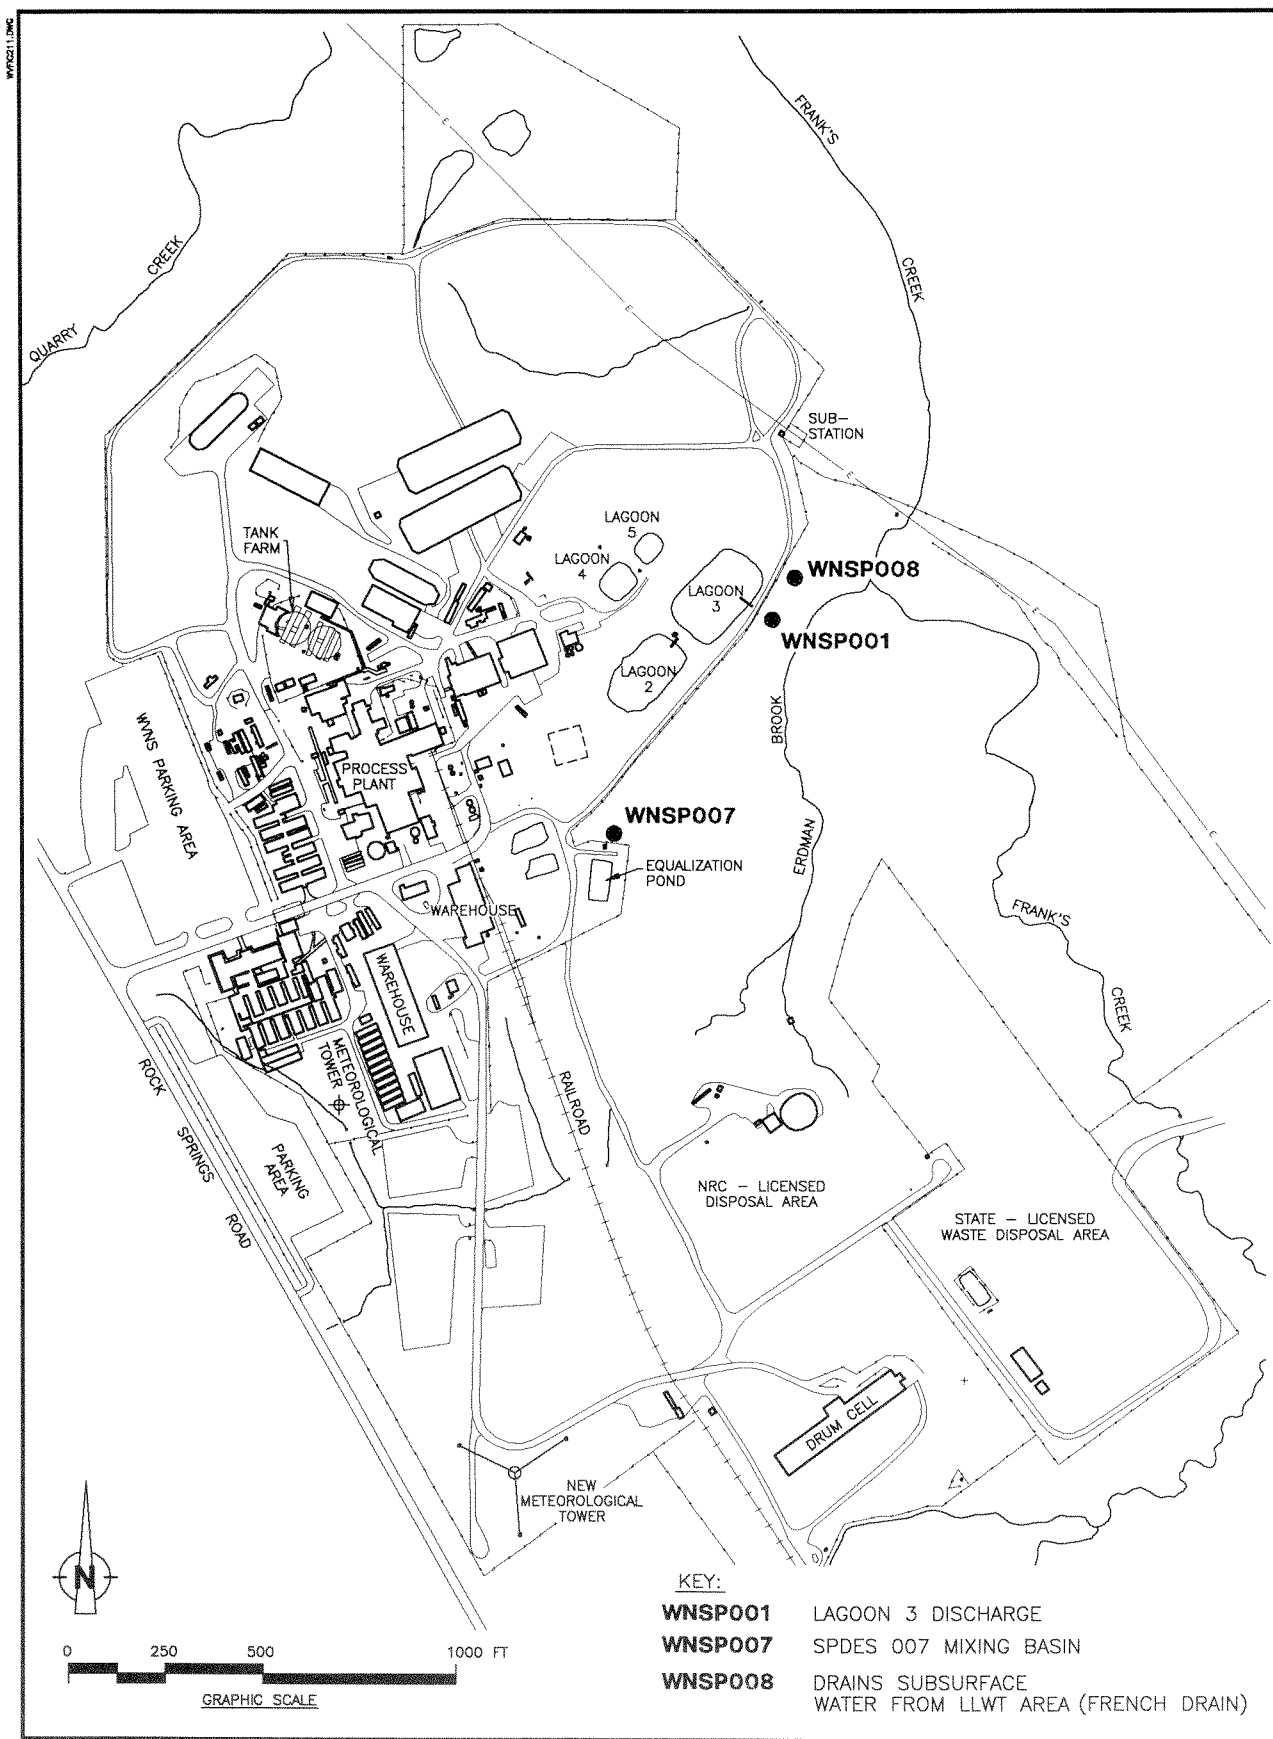 WVFIG211.DWG
FRANK'S
CREEK
QUARRY
CREEK
SUB-
STATION
TANK
FARM
LAGOON
5
LAGOON
4
LAGOON
3
WNSP008
WNSP001
LAGOON
2
BROOK
ERDMAN
WVNS PARKING AREA
PROCESS
PLANT
WNSP007
EQUALIZATION
POND
WAREHOUSE
FRANK'S
CREEK
WAREHOUSE
METEOROLOGICAL
TOWER
RAILROAD
ROCK
SPRINGS
ROAD
PARKING
AREA
NRC - LICENSED
DISPOSAL AREA
STATE - LICENSED
WASTE DISPOSAL AREA
DRUM CELL
NEW
METEOROLOGICAL
TOWER
N
KEY:
WNSP001 LAGOON 3 DISCHARGE
WNSP007 SPDES 007 MIXING BASIN
WNSP008 DRAINS SUBSURFACE
WATER FROM LLWT AREA (FRENCH DRAIN)
0 250 500 1000 FT
GRAPHIC SCALE
E
E
E
E
E